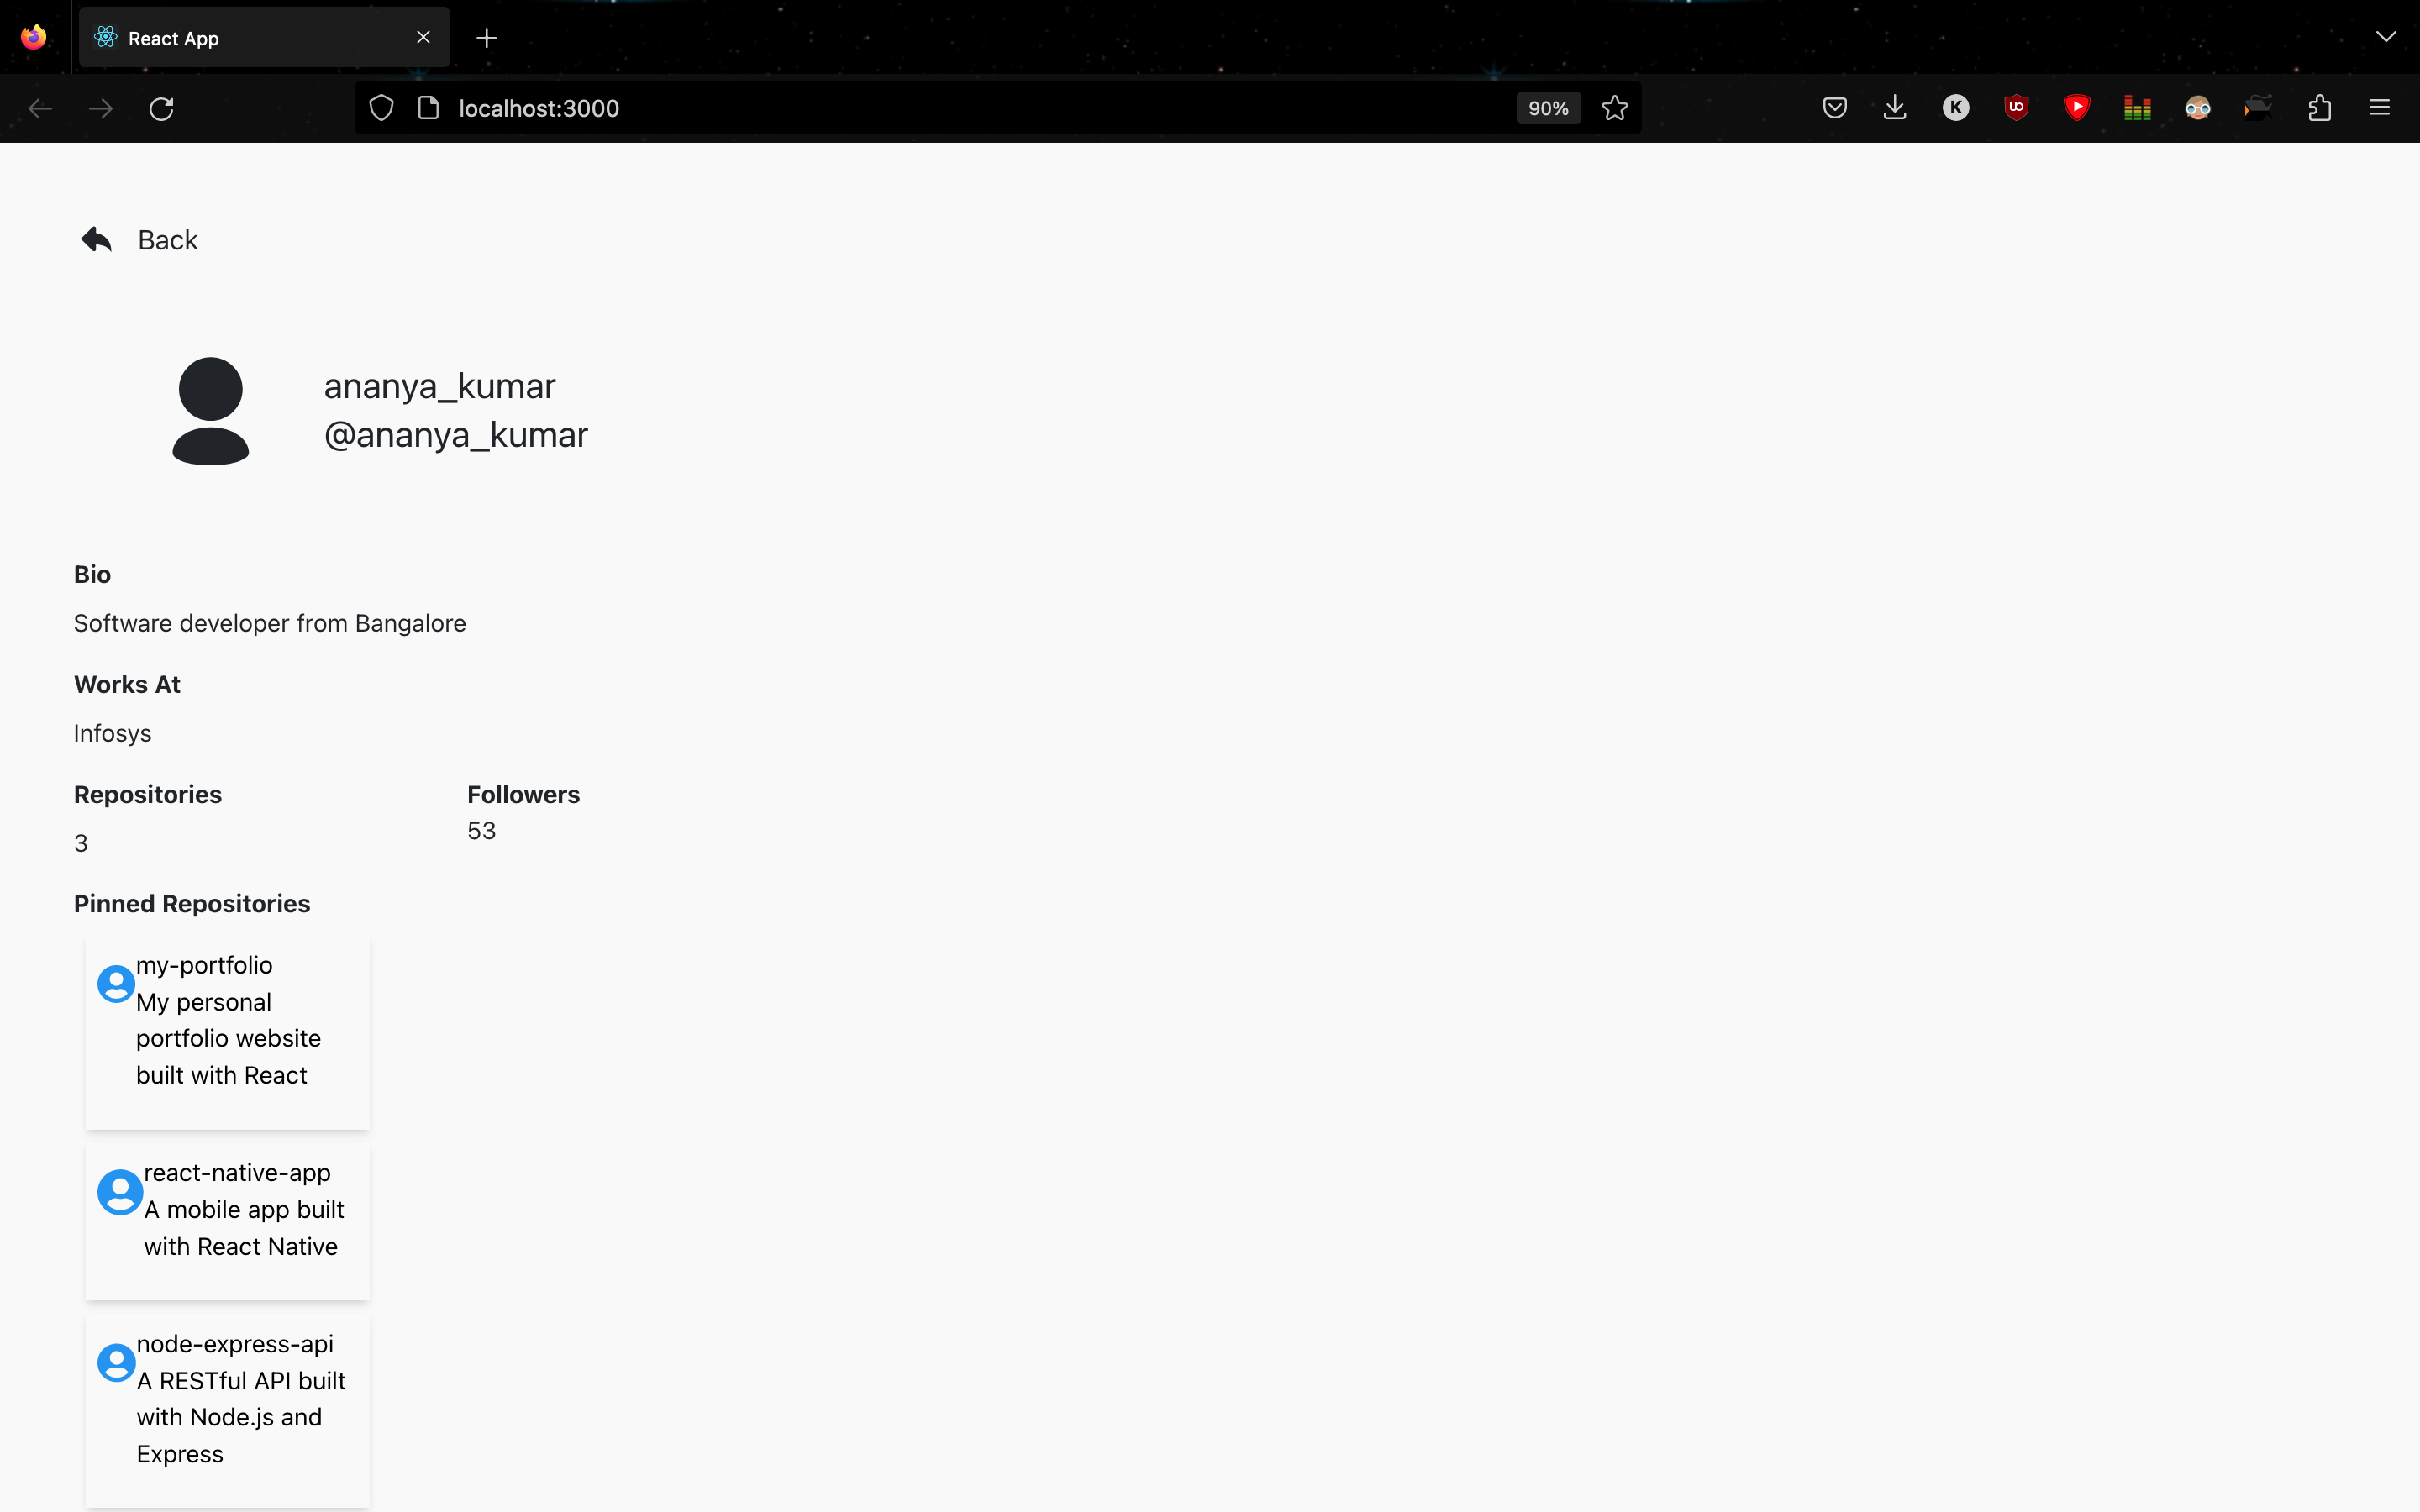 React App
localhost:3000
90%
K
UO
Back
ananya_kumar
@ananya_kumar
Bio
Software developer from Bangalore
Works At
Infosys
Repositories
3
Followers
53
Pinned Repositories
my-portfolio
My personal
portfolio website
built with React
react-native-app
A mobile app built
with React Native
node-express-api
A RESTful API built
with Node.js and
Express